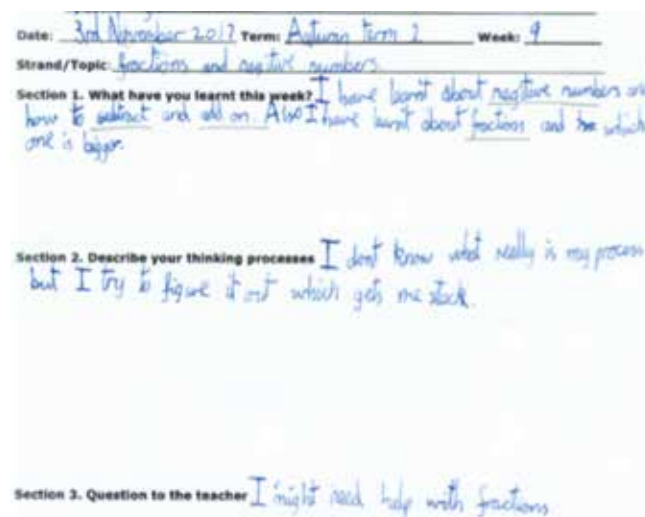 Date: 3rd November 2017 Term: Autumn term 2 Week: 9
Strand/Topic: fractions and negtive numbers
Section 1. What have you learnt this week? I have learnt about negtive numbers and
how to subtract and add on. Also I have learnt about fractions and which
one is bigger.
Section 2. Describe your thinking processes I dont know what really is my process
but I try to figure it out which gets me stuck.
Section 3. Question to the teacher I might need help with fractions